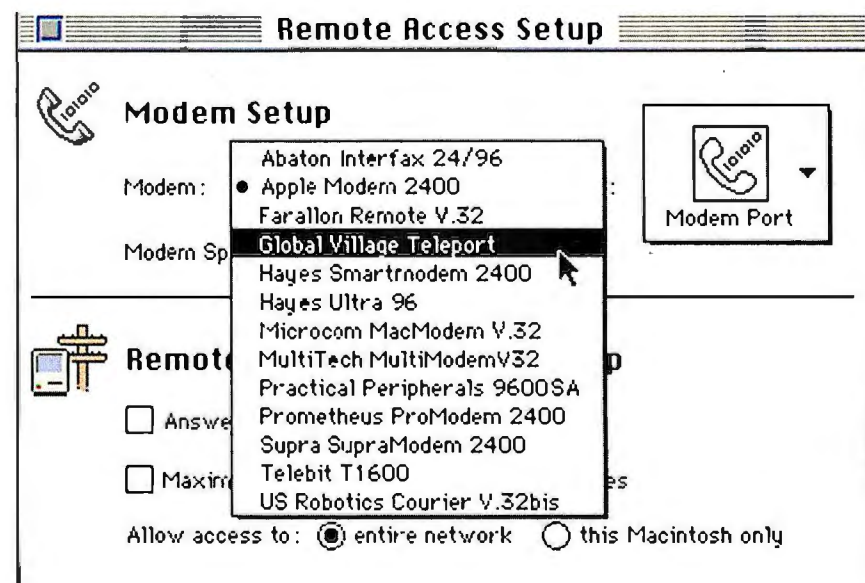 Remote Access Setup
Modem Setup
Modem:
Abaton Interfax 24/96
Apple Modem 2400
Farallon Remote V.32
Global Village Teleport
Hayes Smartmodem 2400
Hayes Ultra 96
Microcom MacModem V.32
MultiTech MultiModemV32
Practical Peripherals 9600SA
Prometheus ProModem 2400
Supra SupraModem 2400
Telebit T1600
US Robotics Courier V.32bis
:
Modem Port
Modem Sp
Remote
p
Answe
Maxim
es
Allow access to: entire network this Macintosh only